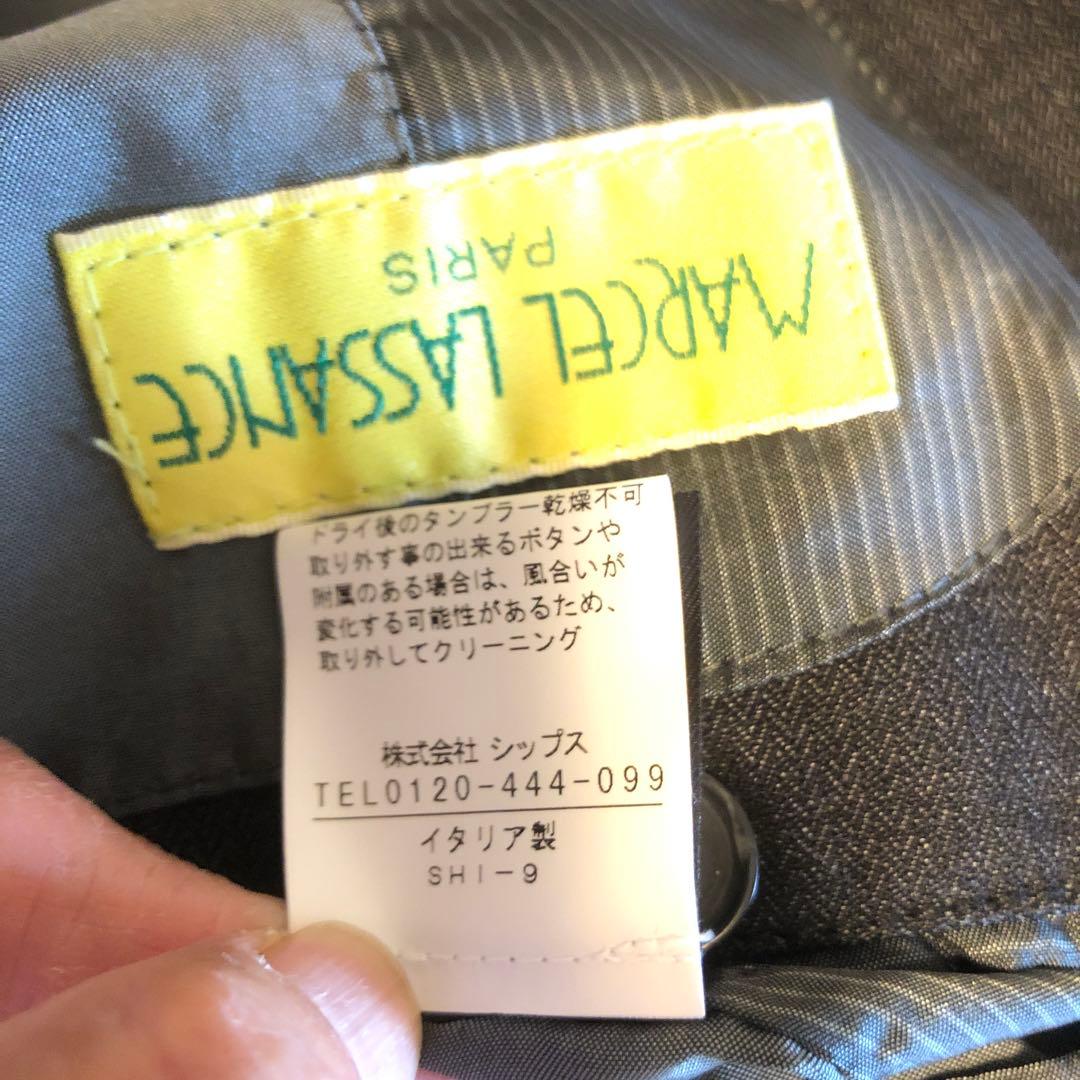 MARCEL LASSANCE
PARIS
ドライ後のタンブラー乾燥不可
取り外す事の出来るボタンや
附属のある場合は、風合いが
変化する可能性があるため、
取り外してクリーニング
株式会社 シップス
TEL0120-444-099
イタリア製
SHI-9